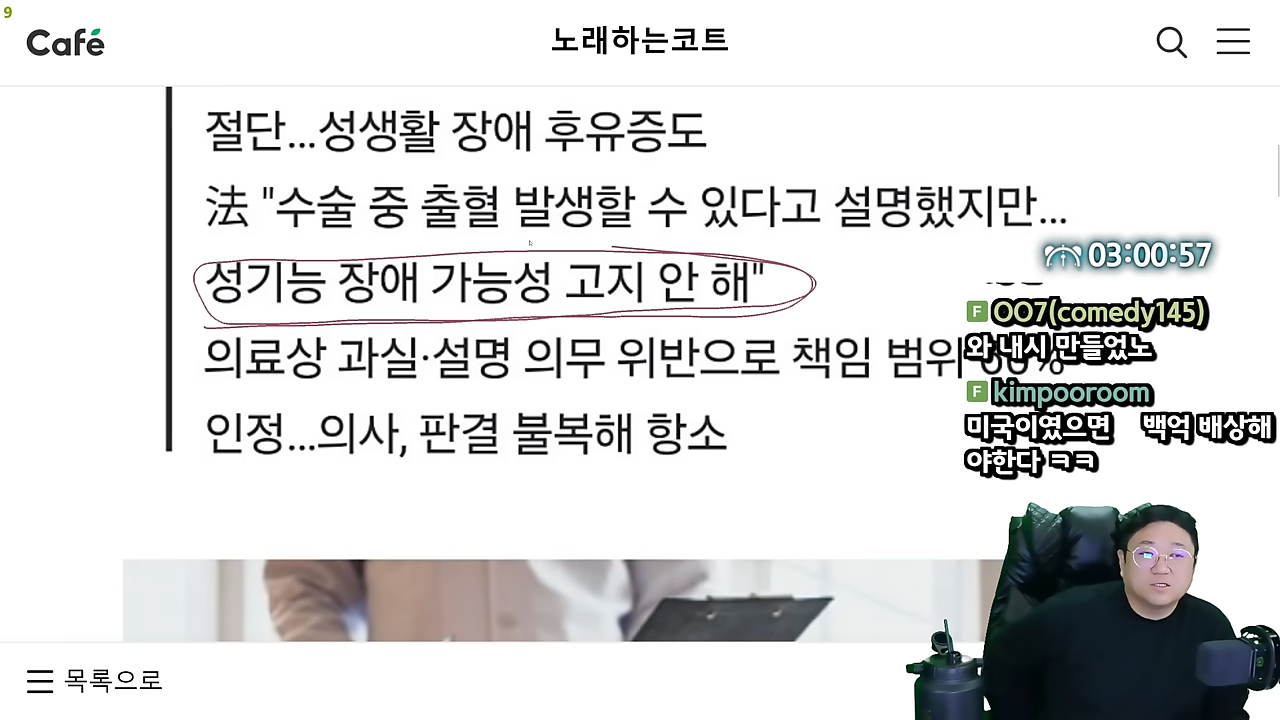 9
Café
노래하는코트
절단...성생활 장애 후유증도
法 "수술 중 출혈 발생할 수 있다고 설명했지만...
성기능 장애 가능성 고지 안 해"
의료상 과실·설명 의무 위반으로 책임 범위
인정...의사, 판결 불복해 항소
03:00:57
F OO7(comedy145)
와 내시 만들었노
F kimpooroom
미국이였으면 백억 배상해
야한다 ㅋㅋ
목록으로